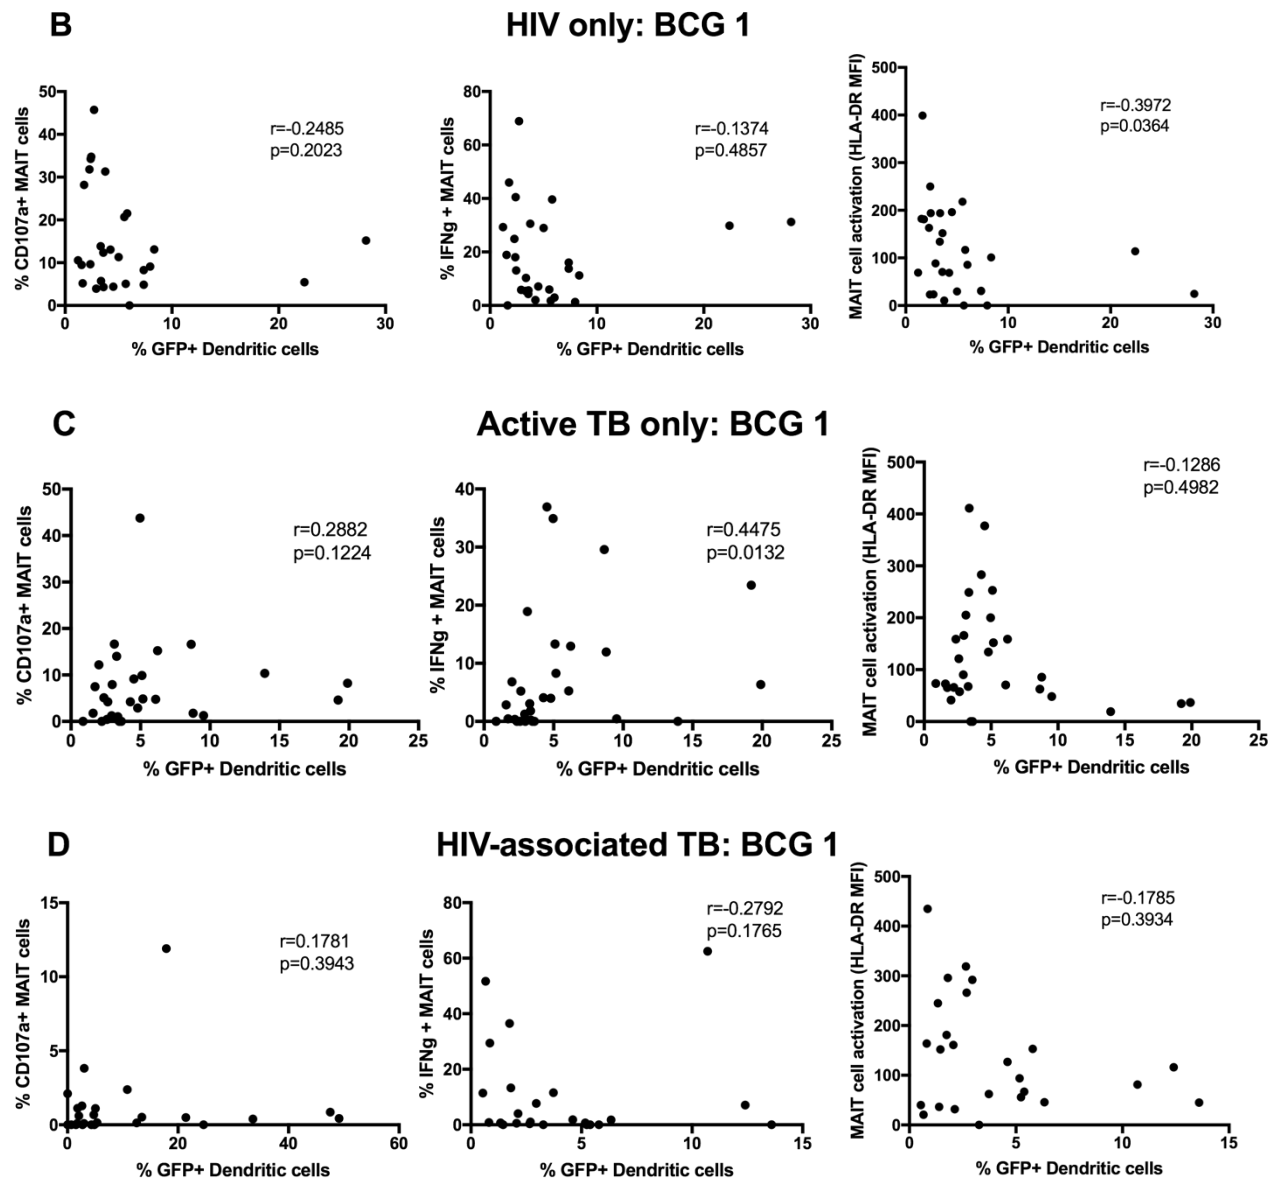 B
HIV only: BCG 1
% CD107a+ MAIT cells
50
40
30
20
10
0
r=-0.2485
p=0.2023
0 10 20 30
% GFP+ Dendritic cells
% IFNg + MAIT cells
80
60
40
20
0
r=-0.1374
p=0.4857
0 10 20 30
% GFP+ Dendritic cells
MAIT cell activation (HLA-DR MFI)
500
400
300
200
100
0
r=-0.3972
p=0.0364
0 10 20 30
% GFP+ Dendritic cells
C
Active TB only: BCG 1
% CD107a+ MAIT cells
50
40
30
20
10
0
r=0.2882
p=0.1224
0 5 10 15 20 25
% GFP+ Dendritic cells
% IFNg + MAIT cells
40
30
20
10
0
r=0.4475
p=0.0132
0 5 10 15 20 25
% GFP+ Dendritic cells
MAIT cell activation (HLA-DR MFI)
500
400
300
200
100
0
r=-0.1286
p=0.4982
0 5 10 15 20 25
% GFP+ Dendritic cells
D
HIV-associated TB: BCG 1
% CD107a+ MAIT cells
15
10
5
0
r=0.1781
p=0.3943
0 20 40 60
% GFP+ Dendritic cells
% IFNg + MAIT cells
80
60
40
20
0
r=-0.2792
p=0.1765
0 5 10 15
% GFP+ Dendritic cells
MAIT cell activation (HLA-DR MFI)
500
400
300
200
100
0
r=-0.1785
p=0.3934
0 5 10 15
% GFP+ Dendritic cells